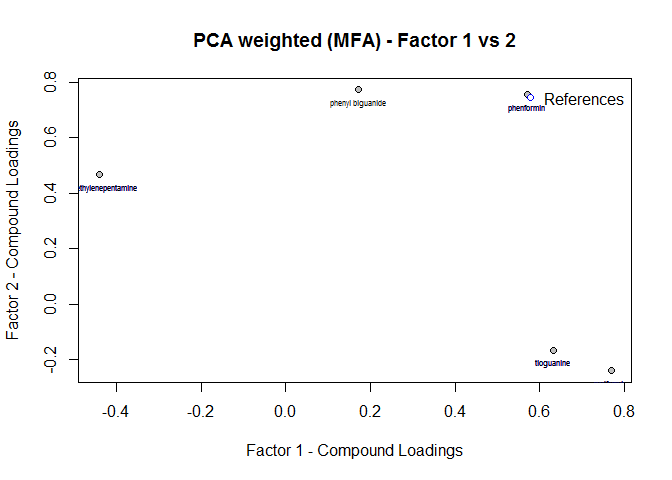 PCA weighted (MFA) - Factor 1 vs 2
Factor 2 - Compound Loadings
0.8
0.6
0.4
0.2
0.0
-0.2
phenyl biguanide
phenformin
References
thylenepentamine
tioguanine
-0.4
-0.2
0.0
0.2
0.4
0.6
0.8
Factor 1 - Compound Loadings